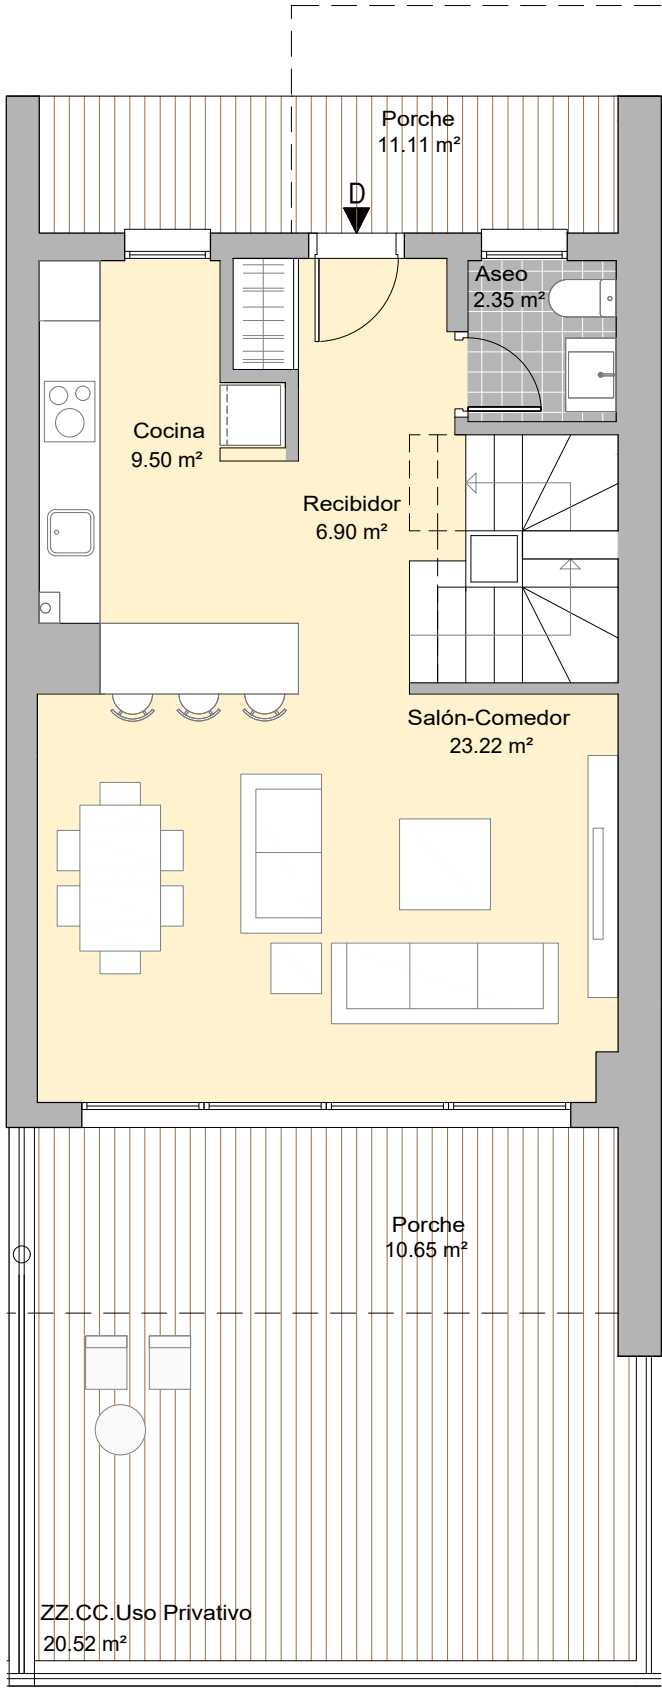 Porche
11.11 m²
D
Aseo
2.35 m²
Cocina
9.50 m²
Recibidor
6.90 m²
Salón-Comedor
23.22 m²
Porche
10.65 m²
ZZ.CC.Uso Privativo
20.52 m²